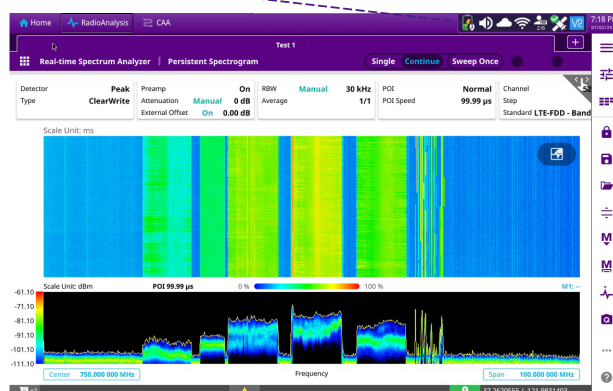 Home RadioAnalysis CAA 7:18 PM
Test 1
Real-time Spectrum Analyzer | Persistent Spectrogram Single Continue Sweep Once
Detector Peak Preamp On RBW Manual 30 kHz POI Normal Channel
Type ClearWrite Attenuation Manual 0 dB Average 1/1 POI Speed 99.99 µs Step
External Offset On 0.00 dB Standard LTE-FDD - Band
Scale Unit: ms
Scale Unit: dBm POI 99.99 µs 0 % 100 % M1: --
-61.10
-71.10
-81.10
-91.10
-101.10
-111.10
Center 750.000 000 MHz Frequency Span 100.000 000 MHz